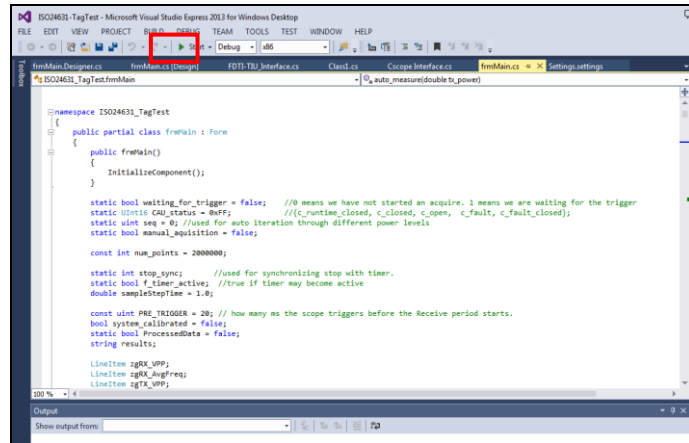 ISO24631-TagTest - Microsoft Visual Studio Express 2013 for Windows Desktop
FILE EDIT VIEW PROJECT BUILD DEBUG TEAM TOOLS TEST WINDOW HELP
Start Debug x86
Toolbox
frmMain.Designer.cs frmMain.cs [Design] FDTI-TIU_Interface.cs Class1.cs Cscope Interface.cs frmMain.cs Settings.settings
ISO24631_TagTest.frmMain auto_measure(double tx_power)
namespace ISO24631_TagTest
{
public partial class frmMain : Form
{
public frmMain()
{
InitializeComponent();
}
static bool waiting_for_trigger = false; //0 means we have not started an acquire. 1 means we are waiting for the trigger
static UInt16 CAU_status = 0xFF; //{c_runtime_closed, c_closed, c_open, c_fault, c_fault_closed};
static uint seq = 0; //used for auto iteration through different power levels
static bool manual_aquisition = false;
const int num_points = 2000000;
static int stop_sync; //used for synchronizing stop with timer.
static bool f_timer_active; //true if timer may become active
double sampleStepTime = 1.0;
const uint PRE_TRIGGER = 20; // how many ms the scope triggers before the Receive period starts.
bool system_calibrated = false;
static bool ProcessedData = false;
string results;
LineItem zgRX_VPP;
LineItem zgRX_AvgFreq;
LineItem zgTX_VPP;
100 %
Output
Show output from: